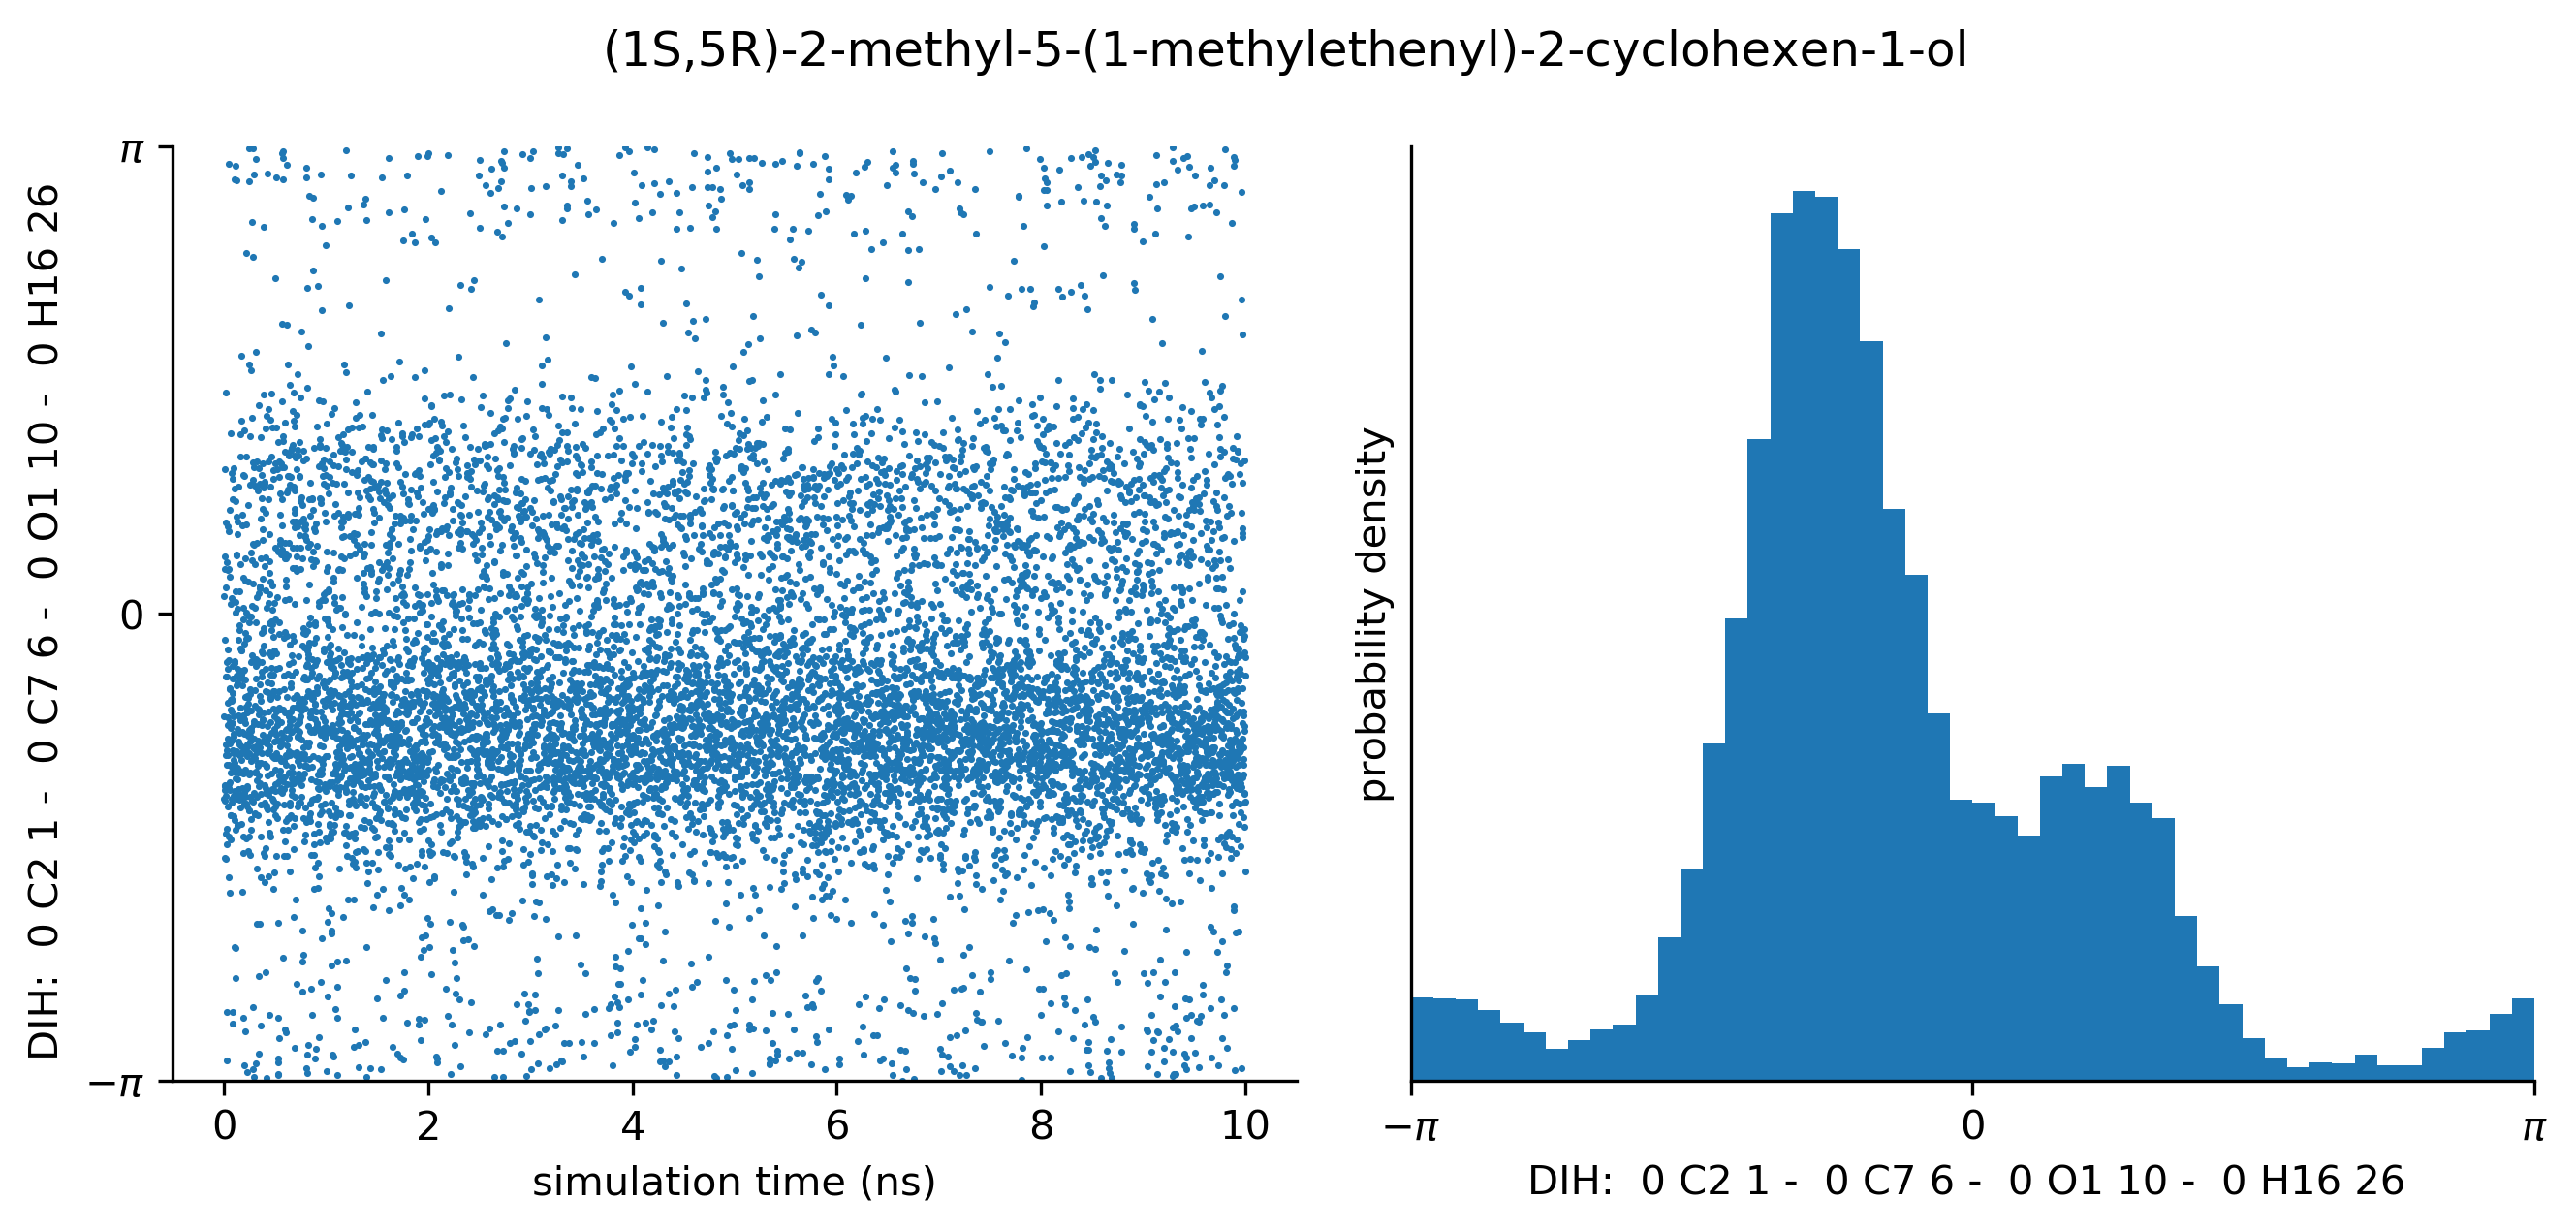 (1S,5R)-2-methyl-5-(1-methylethenyl)-2-cyclohexen-1-ol
DIH:  0 C2 1 -  0 C7 6 -  0 O1 10 -  0 H16 26
π
0
−π
0 2 4 6 8 10
simulation time (ns)
probability density
−π 0 π
DIH:  0 C2 1 -  0 C7 6 -  0 O1 10 -  0 H16 26